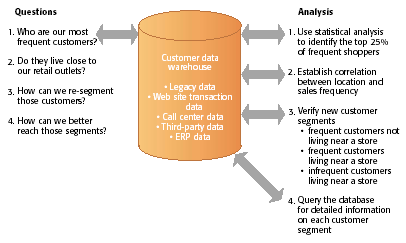 Questions
1. Who are our most
frequent customers?
2. Do they live close to
our retail outlets?
3. How can we re-segment
those customers?
4. How can we better
reach those segments?
Customer data
warehouse
• Legacy data
• Web site transaction
data
• Call center data
• Third-party data
• ERP data
Analysis
1. Use statistical analysis
to identify the top 25%
of frequent shoppers
2. Establish correlation
between location and
sales frequency
3. Verify new customer
segments
• frequent customers not
living near a store
• frequent customers
living near a store
• infrequent customers
living near a store
4. Query the database
for detailed information
on each customer
segment